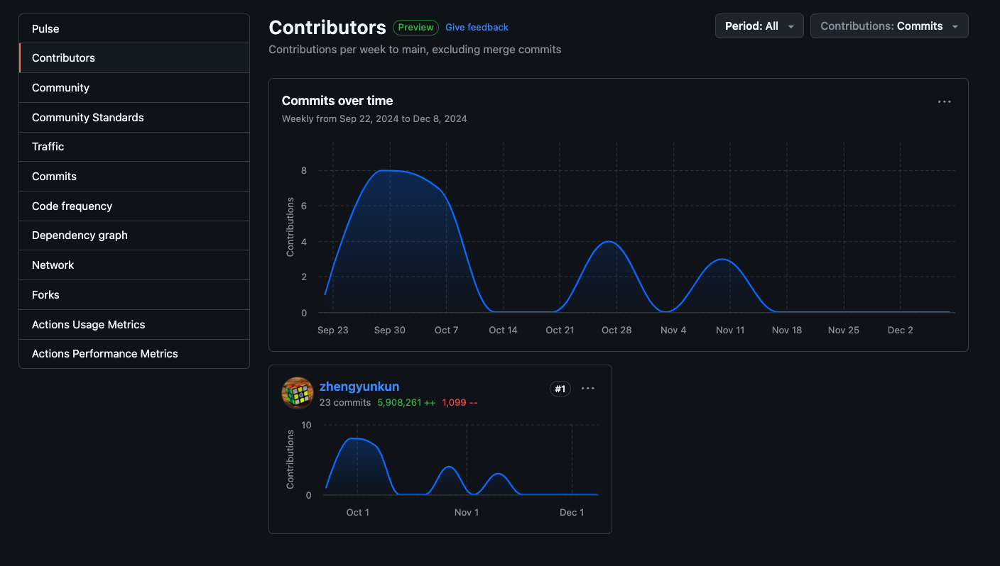 Pulse
Contributors
Community
Community Standards
Traffic
Commits
Code frequency
Dependency graph
Network
Forks
Actions Usage Metrics
Actions Performance Metrics
Contributors Preview Give feedback
Contributions per week to main, excluding merge commits
Period: All
Contributions: Commits
Commits over time
Weekly from Sep 22, 2024 to Dec 8, 2024
Contributions
8
6
4
2
0
Sep 23 Sep 30 Oct 7 Oct 14 Oct 21 Oct 28 Nov 4 Nov 11 Nov 18 Nov 25 Dec 2
zhengyunkun
#1
23 commits 5,908,261 ++ 1,099 --
Contributions
10
0
Oct 1 Nov 1 Dec 1